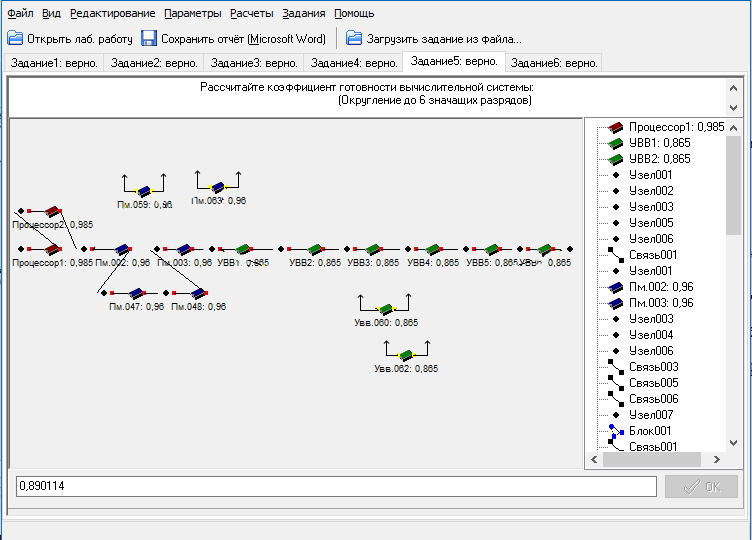 Файл Вид Редактирование Параметры Расчеты Задания Помощь
Открыть лаб. работу Сохранить отчёт (Microsoft Word) Загрузить задание из файла...
Задание1: верно. Задание2: верно. Задание3: верно. Задание4: верно. Задание5: верно. Задание6: верно.
Рассчитайте коэффициент готовности вычислительной системы:
(Округление до 6 значащих разрядов)
Пм.059: 0,96 Пм.063: 0,96
Процессор2: 0,985
Процессор1: 0,985 Пм.002: 0,96 Пм.003: 0,96 УВВ1: 0,865 УВВ2: 0,865 УВВ3: 0,865 УВВ4: 0,865 УВВ5: 0,865 0,865
Пм.047: 0,96 Пм.048: 0,96
Увв.060: 0,865
Увв.062: 0,865
Процессор1: 0,985
УВВ1: 0,865
УВВ2: 0,865
Узел001
Узел002
Узел003
Узел005
Узел006
Связь001
Узел001
Пм.002: 0,96
Пм.003: 0,96
Узел003
Узел004
Узел006
Связь003
Связь005
Связь006
Узел007
Блок001
Связь001
0,890114
OK